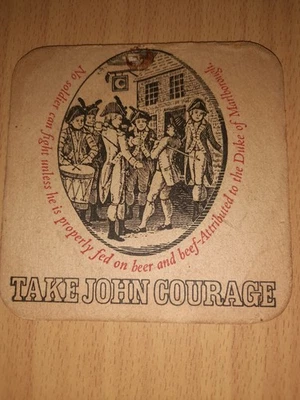 No soldier can fight unless he is properly fed on beer and beef-Attributed to the Duke of Marlborough.
TAKE JOHN COURAGE